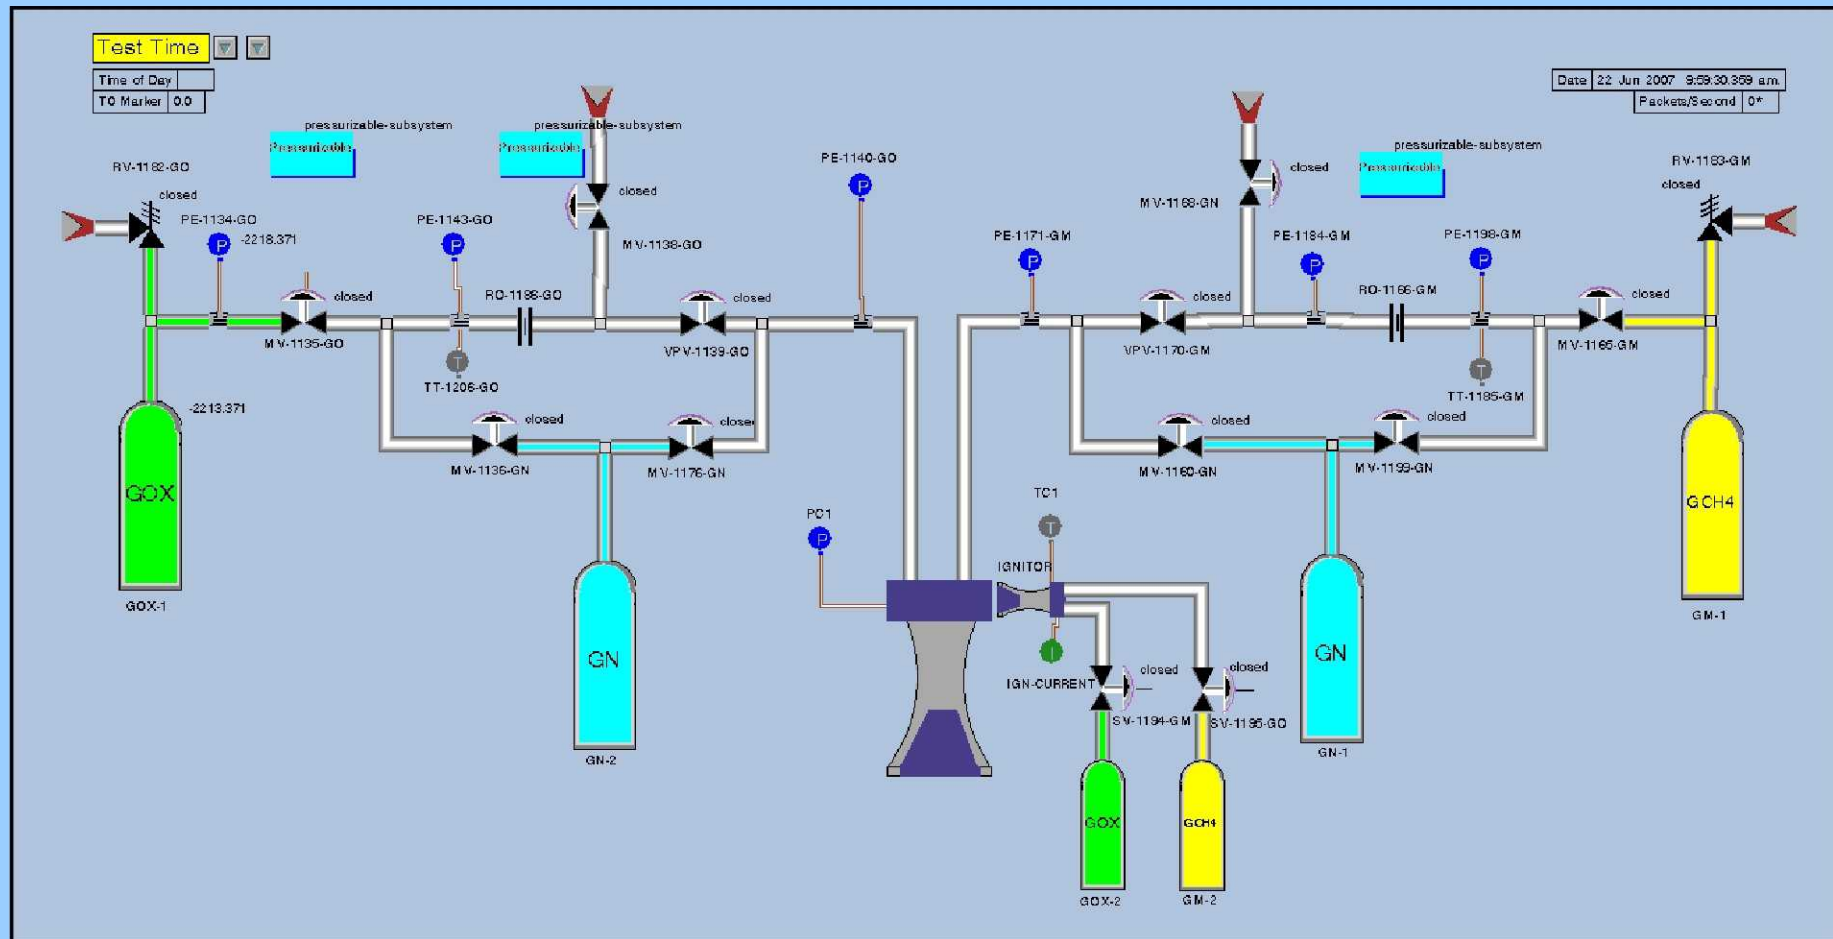 Test Time
Time of Day
T0 Marker 0.0
Date 22 Jun 2007 9:59:30.359 a.m.
Packets/Second 0*
pressurizable-subsystem
Pressurizable
pressurizable-subsystem
Pressurizable
pressurizable-subsystem
Pressurizable
RV-1182-GO
closed
PE-1134-GO
-2218.371
PE-1143-GO
closed
MV-1138-GO
PE-1140-GO
closed
MV-1168-GN
RV-1183-GM
closed
PE-1171-GM
PE-1184-GM
PE-1198-GM
P
P
P
P
P
P
closed
MV-1135-GO
RO-1186-GO
closed
VPV-1139-GO
T
TT-1206-GO
closed
VPV-1170-GM
RO-1166-GM
closed
MV-1165-GM
T
TT-1185-GM
-2213.371
closed
MV-1136-GN
closed
MV-1176-GN
closed
MV-1160-GN
closed
MV-1199-GN
GOX
GOX-1
GN
GN-2
PC1
P
TC1
T
IGNITOR
I
IGN-CURRENT
closed
SV-1194-GM
closed
SV-1195-GO
GN
GN-1
GCH4
GM-1
GOX
GOX-2
GCH4
GM-2